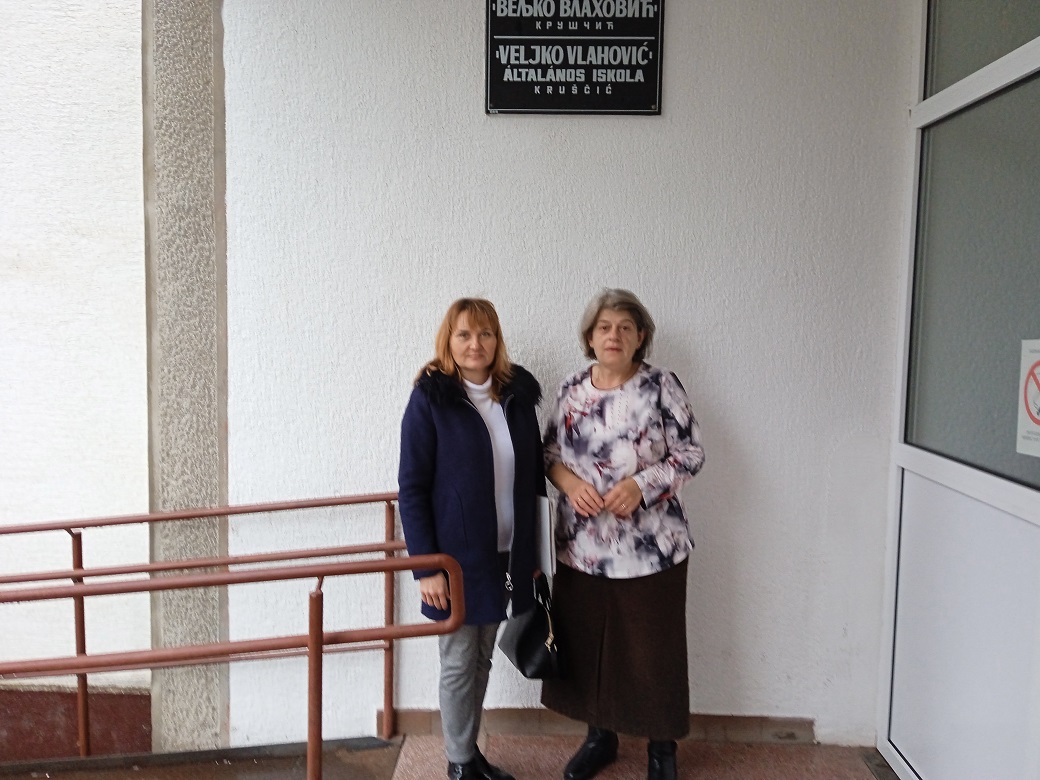 "ВЕЉКО ВЛАХОВИЋ"
КРУШЧИЋ
"VELJKO VLAHOVIĆ"
ÁLTALÁNOS ISKOLA
KRUŠČIĆ